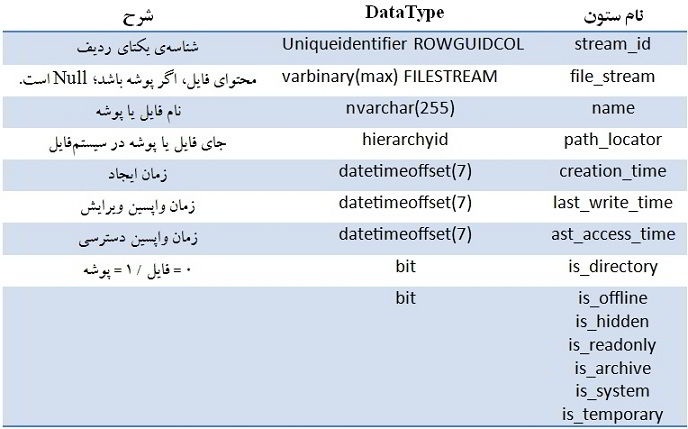 نام ستون DataType شرح
stream_id Uniqueidentifier ROWGUIDCOL شناسه‌ی یکتای ردیف
file_stream varbinary(max) FILESTREAM محتوای فایل، اگر پوشه باشد؛ Null است.
name nvarchar(255) نام فایل یا پوشه
path_locator hierarchyid جای فایل یا پوشه در سیستم‌فایل
creation_time datetimeoffset(7) زمان ایجاد
last_write_time datetimeoffset(7) زمان واپسین ویرایش
ast_access_time datetimeoffset(7) زمان واپسین دسترسی
is_directory bit ۰ = فایل / ۱ = پوشه
is_offline bit
is_hidden
is_readonly
is_archive
is_system
is_temporary